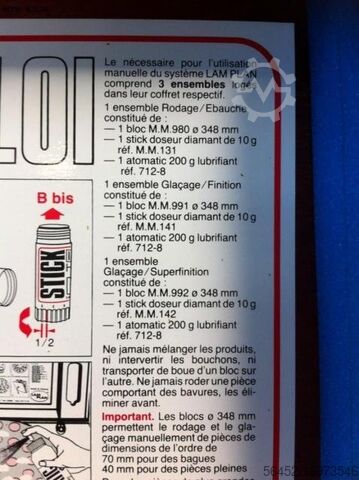 Le nécessaire pour l'utilisation
manuelle du système LAM PLAN
comprend 3 ensembles logés
dans leur coffret respectif.
1 ensemble Rodage/Ebauche
constitué de :
— 1 bloc M.M.980 ø 348 mm
— 1 stick doseur diamant de 10 g
réf. M.M.131
— 1 atomatic 200 g lubrifiant
réf. 712-8
1 ensemble Glaçage/Finition
constitué de :
— 1 bloc M.M.991 ø 348 mm
— 1 stick doseur diamant de 10 g
réf. M.M.141
— 1 atomatic 200 g lubrifiant
réf. 712-8
1 ensemble
Glaçage/Superfinition
constitué de :
— 1 bloc M.M.992 ø 348 mm
— 1 stick doseur diamant de 10 g
réf. M.M.142
— 1 atomatic 200 g lubrifiant
réf. 712-8
Ne jamais mélanger les produits,
ni intervertir les bouchons, ni
transporter de boue d'un bloc sur
l'autre. Ne jamais roder une pièce
comportant des bavures, les éli-
miner avant.
Important. Les blocs ø 348 mm
permettent le rodage et le gla-
çage manuellement de pièces de
dimensions de l'ordre de
70 mm pour des bagues
40 mm pour des pièces pleines
LOI
B bis
STICK
1/2